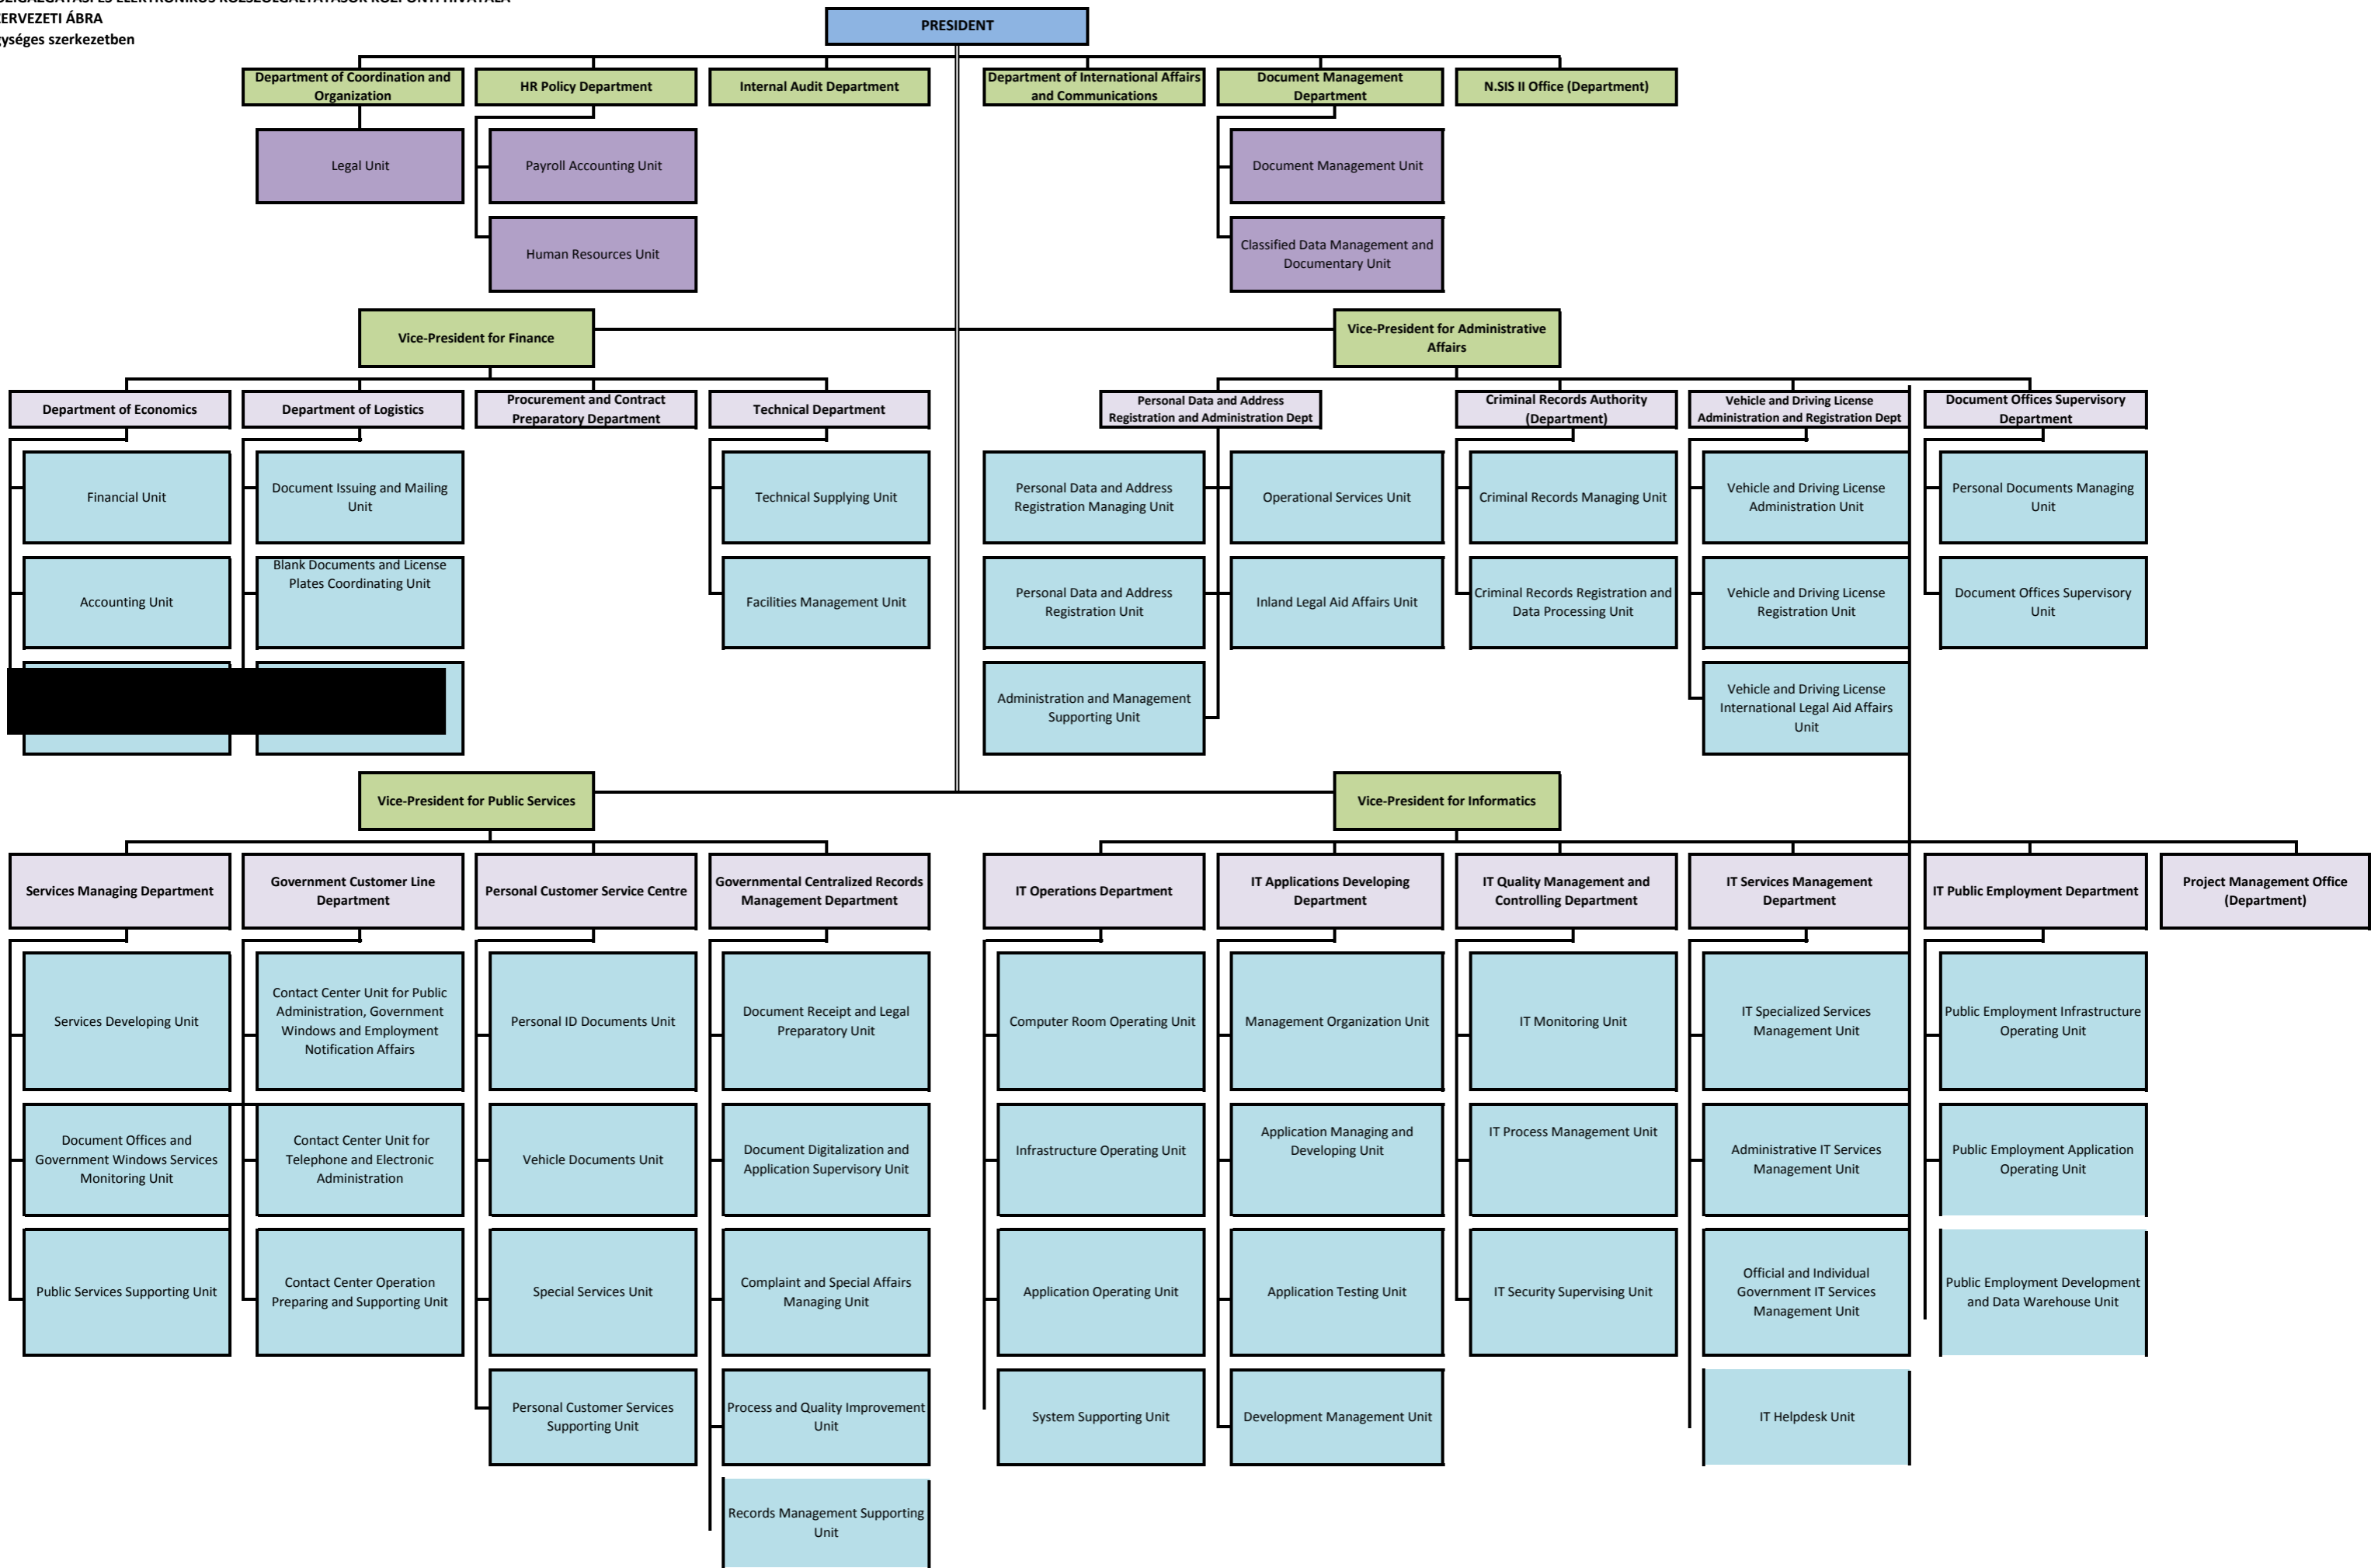 ÉS ELEKTRONIKUS KÖZSZOLGÁLTATÁSOK KÖZPONTI HIVATALA
ZERVEZETI ÁBRA
gységes szerkezetben
PRESIDENT
Department of Coordination and
Organization
HR Policy Department
Internal Audit Department
Department of International Affairs
and Communications
Document Management
Department
N.SIS II Office (Department)
Legal Unit
Payroll Accounting Unit
Document Management Unit
Human Resources Unit
Classified Data Management and
Documentary Unit
Vice-President for Finance
Vice-President for Administrative
Affairs
Department of Economics
Department of Logistics
Procurement and Contract
Preparatory Department
Technical Department
Personal Data and Address
Registration and Administration Dept
Criminal Records Authority
(Department)
Vehicle and Driving License
Administration and Registration Dept
Document Offices Supervisory
Department
Financial Unit
Document Issuing and Mailing
Unit
Technical Supplying Unit
Personal Data and Address
Registration Managing Unit
Operational Services Unit
Criminal Records Managing Unit
Vehicle and Driving License
Administration Unit
Personal Documents Managing
Unit
Accounting Unit
Blank Documents and License
Plates Coordinating Unit
Facilities Management Unit
Personal Data and Address
Registration Unit
Inland Legal Aid Affairs Unit
Criminal Records Registration and
Data Processing Unit
Vehicle and Driving License
Registration Unit
Document Offices Supervisory
Unit
Administration and Management
Supporting Unit
Vehicle and Driving License
International Legal Aid Affairs
Unit
Vice-President for Public Services
Vice-President for Informatics
Services Managing Department
Government Customer Line
Department
Personal Customer Service Centre
Governmental Centralized Records
Management Department
IT Operations Department
IT Applications Developing
Department
IT Quality Management and
Controlling Department
IT Services Management
Department
IT Public Employment Department
Project Management Office
(Department)
Services Developing Unit
Contact Center Unit for Public
Administration, Government
Windows and Employment
Notification Affairs
Personal ID Documents Unit
Document Receipt and Legal
Preparatory Unit
Computer Room Operating Unit
Management Organization Unit
IT Monitoring Unit
IT Specialized Services
Management Unit
Public Employment Infrastructure
Operating Unit
Document Offices and
Government Windows Services
Monitoring Unit
Contact Center Unit for
Telephone and Electronic
Administration
Vehicle Documents Unit
Document Digitalization and
Application Supervisory Unit
Infrastructure Operating Unit
Application Managing and
Developing Unit
IT Process Management Unit
Administrative IT Services
Management Unit
Public Employment Application
Operating Unit
Public Services Supporting Unit
Contact Center Operation
Preparing and Supporting Unit
Special Services Unit
Complaint and Special Affairs
Managing Unit
Application Operating Unit
Application Testing Unit
IT Security Supervising Unit
Official and Individual
Government IT Services
Management Unit
Public Employment Development
and Data Warehouse Unit
Personal Customer Services
Supporting Unit
Process and Quality Improvement
Unit
System Supporting Unit
Development Management Unit
IT Helpdesk Unit
Records Management Supporting
Unit